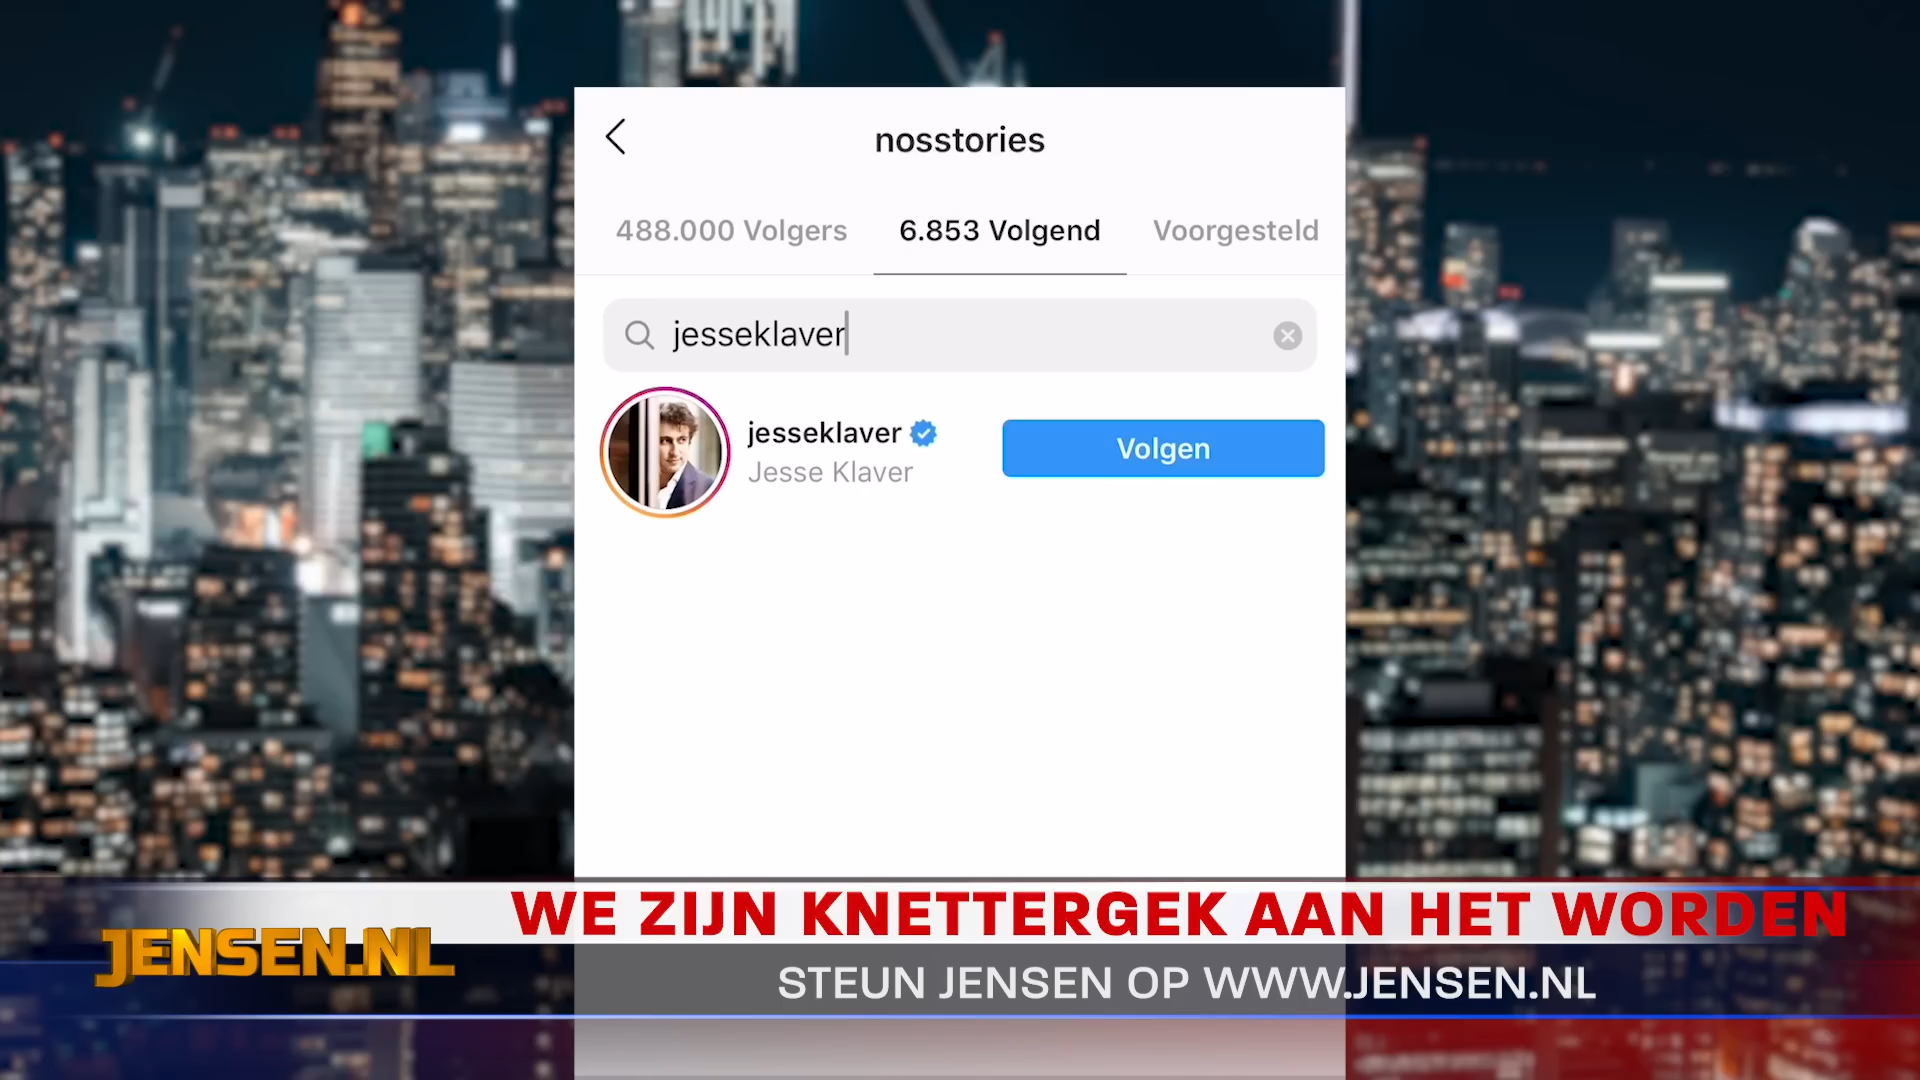 nosstories
488.000 Volgers 6.853 Volgend Voorgesteld
jesseklaver
jesseklaver
Jesse Klaver
Volgen
WE ZIJN KNETTERGEK AAN HET WORDEN
JENSEN.NL
STEUN JENSEN OP WWW.JENSEN.NL